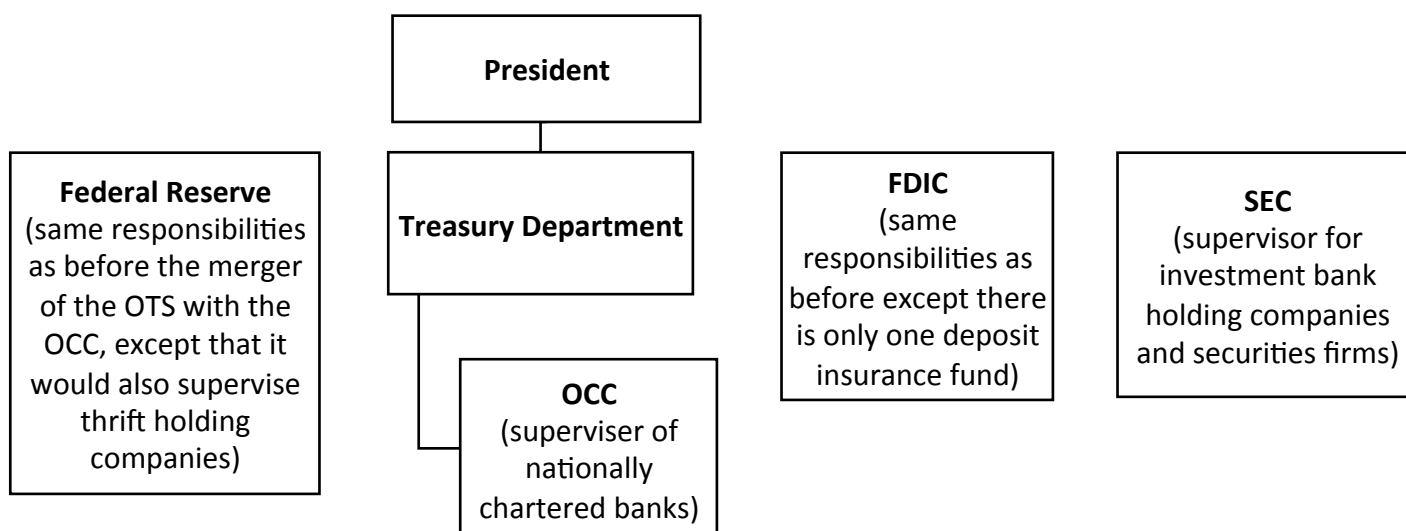 President
Federal Reserve
(same responsibilities
as before the merger
of the OTS with the
OCC, except that it
would also supervise
thrift holding
companies)
Treasury Department
OCC
(superviser of
nationally
chartered banks)
FDIC
(same
responsibilities as
before except there
is only one deposit
insurance fund)
SEC
(supervisor for
investment bank
holding companies
and securities firms)